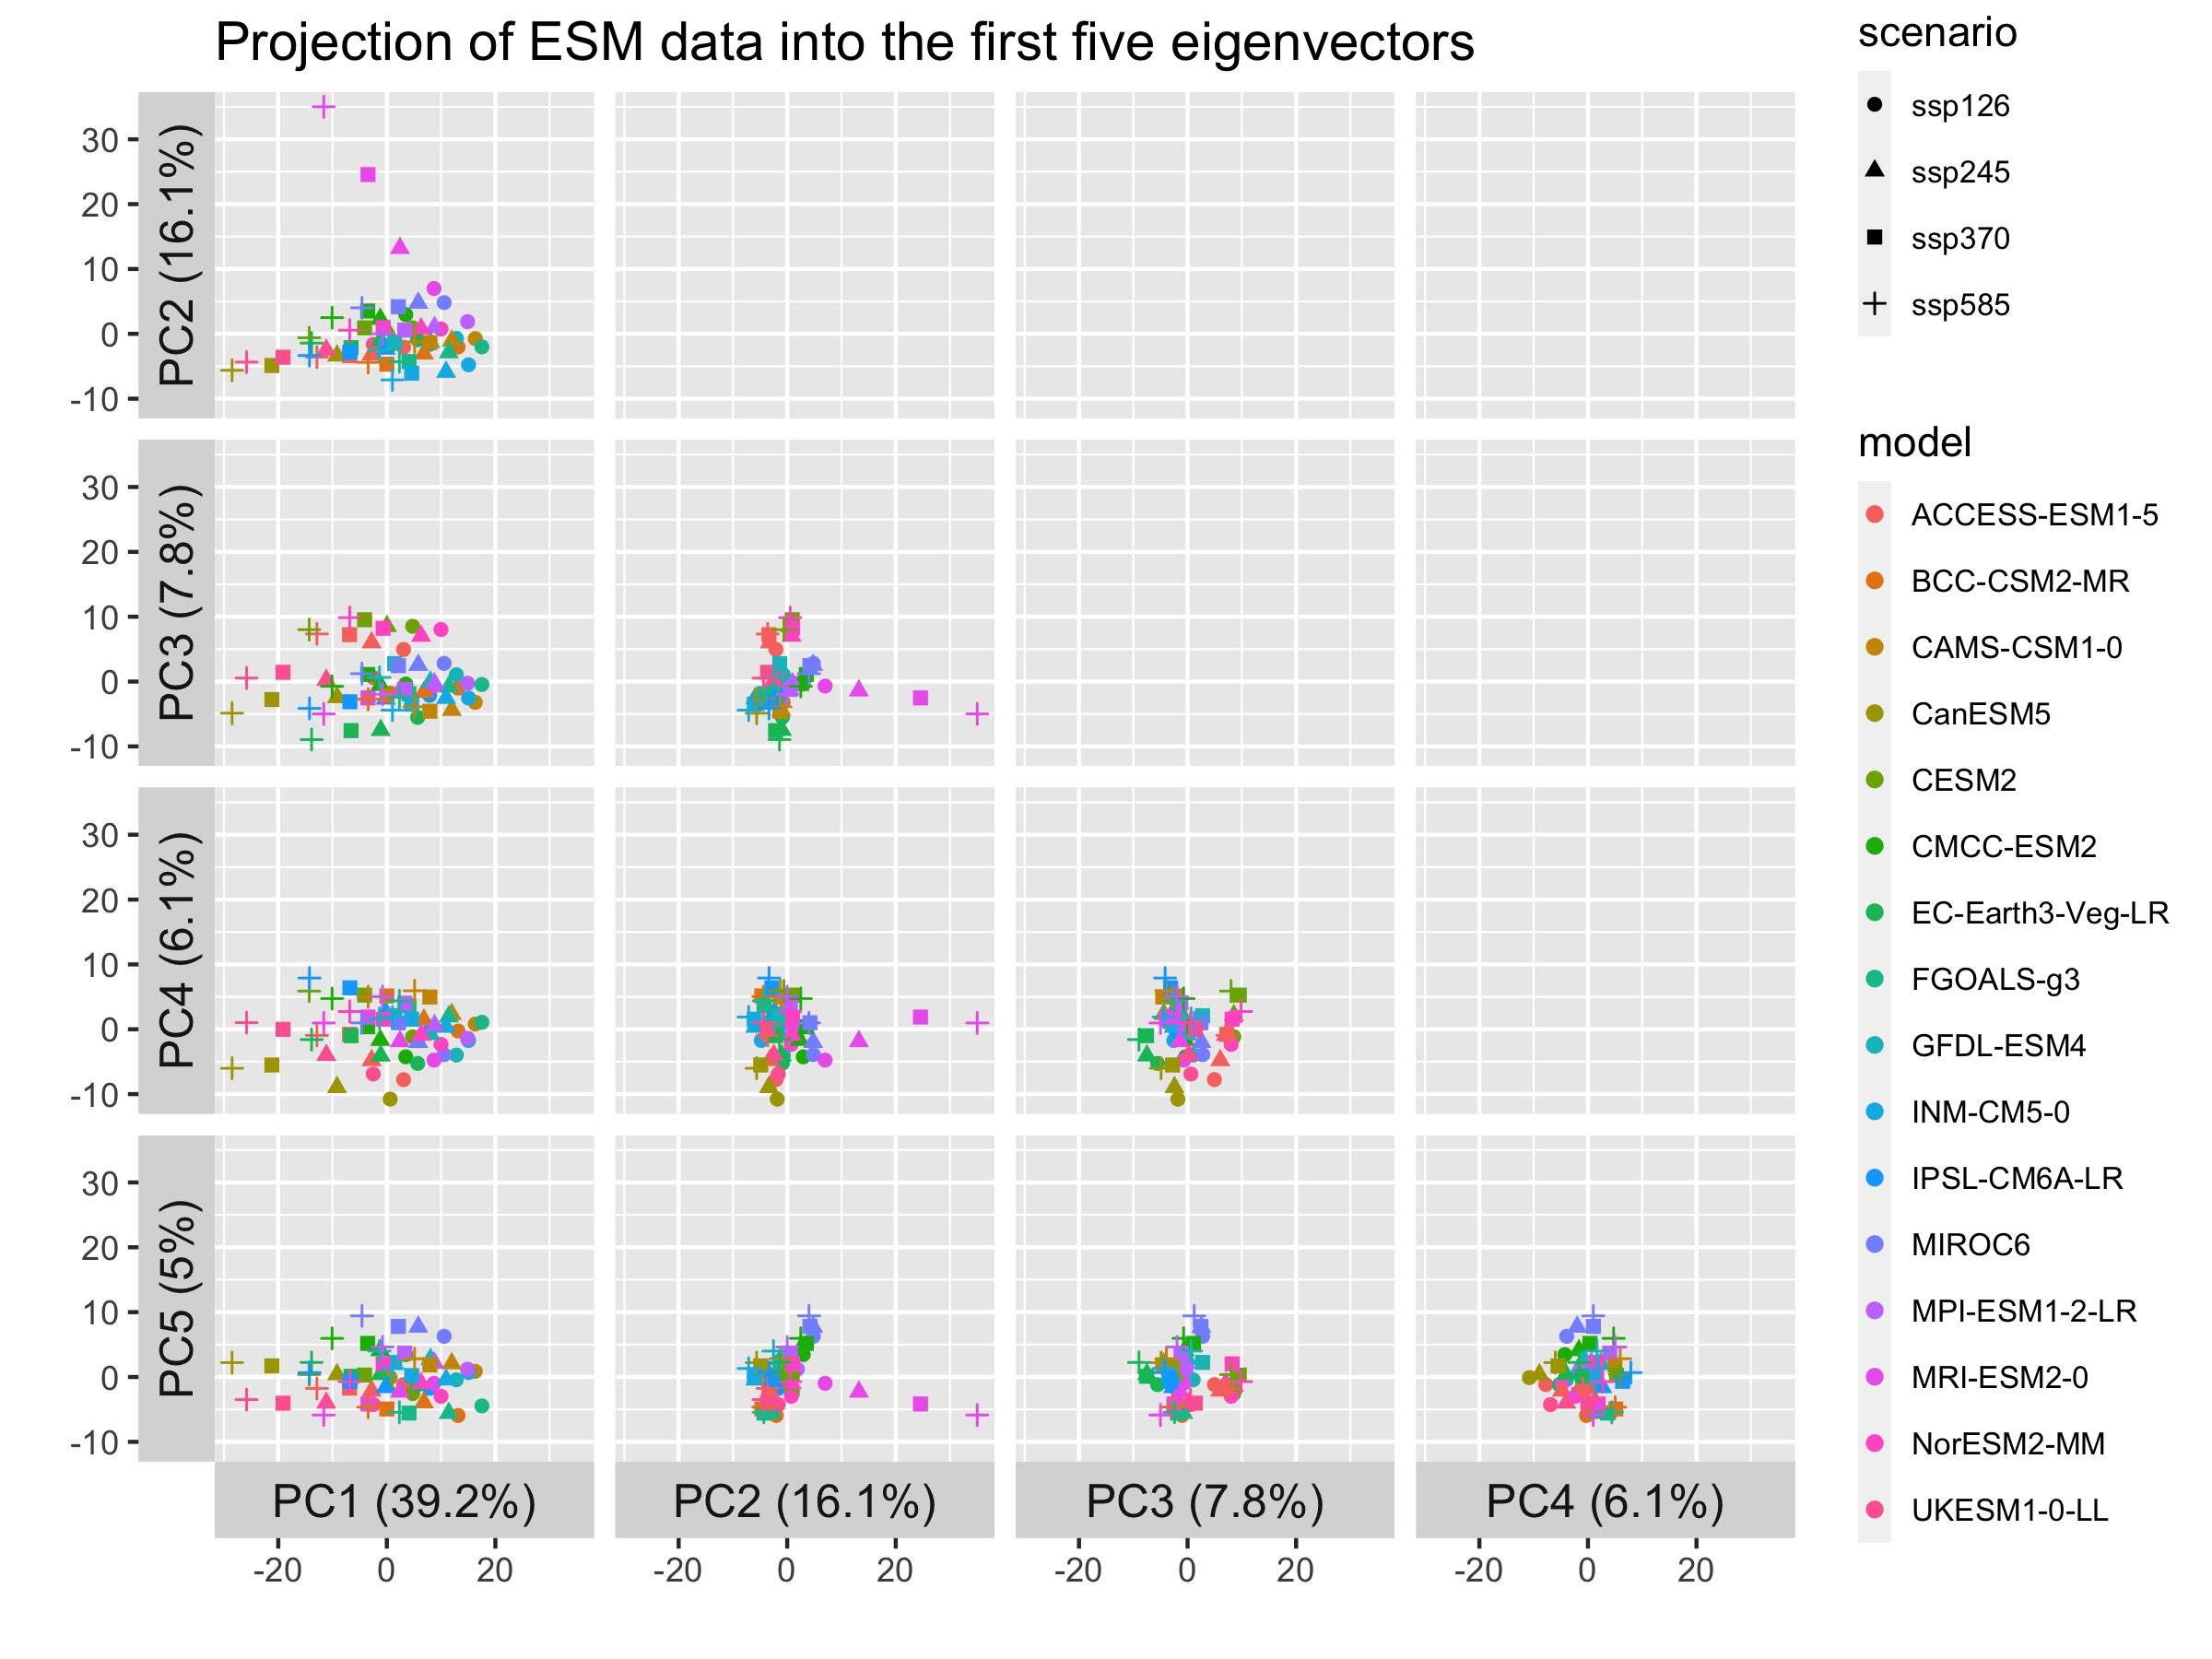 Projection of ESM data into the first five eigenvectors
PC2 (16.1%)
30
20
10
0
-10
PC3 (7.8%)
30
20
10
0
-10
PC4 (6.1%)
30
20
10
0
-10
PC5 (5%)
30
20
10
0
-10
PC1 (39.2%)
PC2 (16.1%)
PC3 (7.8%)
PC4 (6.1%)
-20 0 20
-20 0 20
-20 0 20
-20 0 20
scenario
ssp126
ssp245
ssp370
ssp585
model
ACCESS-ESM1-5
BCC-CSM2-MR
CAMS-CSM1-0
CanESM5
CESM2
CMCC-ESM2
EC-Earth3-Veg-LR
FGOALS-g3
GFDL-ESM4
INM-CM5-0
IPSL-CM6A-LR
MIROC6
MPI-ESM1-2-LR
MRI-ESM2-0
NorESM2-MM
UKESM1-0-LL